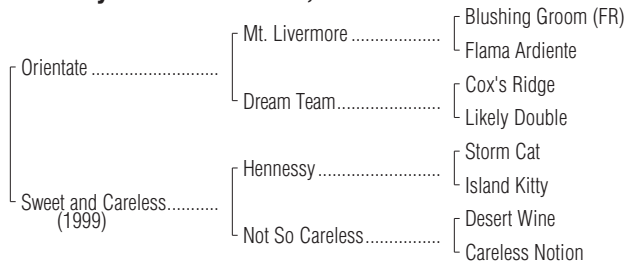 Blushing Groom (FR)
Mt. Livermore
Flama Ardiente
Orientate
Cox's Ridge
Dream Team
Likely Double
Storm Cat
Hennessy
Island Kitty
Sweet and Careless
(1999)
Desert Wine
Not So Careless
Careless Notion